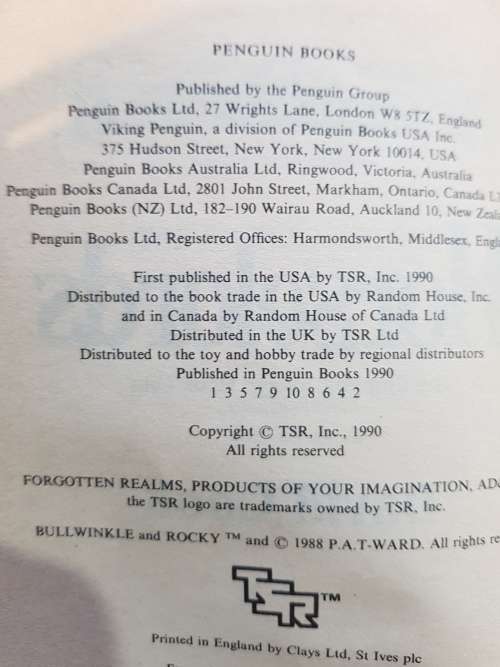 PENGUIN BOOKS
Published by the Penguin Group
Penguin Books Ltd, 27 Wrights Lane, London W8 5TZ, England
Viking Penguin, a division of Penguin Books USA Inc.
375 Hudson Street, New York, New York 10014, USA
Penguin Books Australia Ltd, Ringwood, Victoria, Australia
Penguin Books Canada Ltd, 2801 John Street, Markham, Ontario, Canada
Penguin Books (NZ) Ltd, 182–190 Wairau Road, Auckland 10, New Zeala
Penguin Books Ltd, Registered Offices: Harmondsworth, Middlesex, Engl
First published in the USA by TSR, Inc. 1990
Distributed to the book trade in the USA by Random House, Inc.
and in Canada by Random House of Canada Ltd
Distributed in the UK by TSR Ltd
Distributed to the toy and hobby trade by regional distributors
Published in Penguin Books 1990
1 3 5 7 9 10 8 6 4 2
Copyright © TSR, Inc., 1990
All rights reserved
FORGOTTEN REALMS, PRODUCTS OF YOUR IMAGINATION, AD
the TSR logo are trademarks owned by TSR, Inc.
BULLWINKLE and ROCKY ™ and © 1988 P.A.T-WARD. All rights re
TSR ™
Printed in England by Clays Ltd, St Ives plc